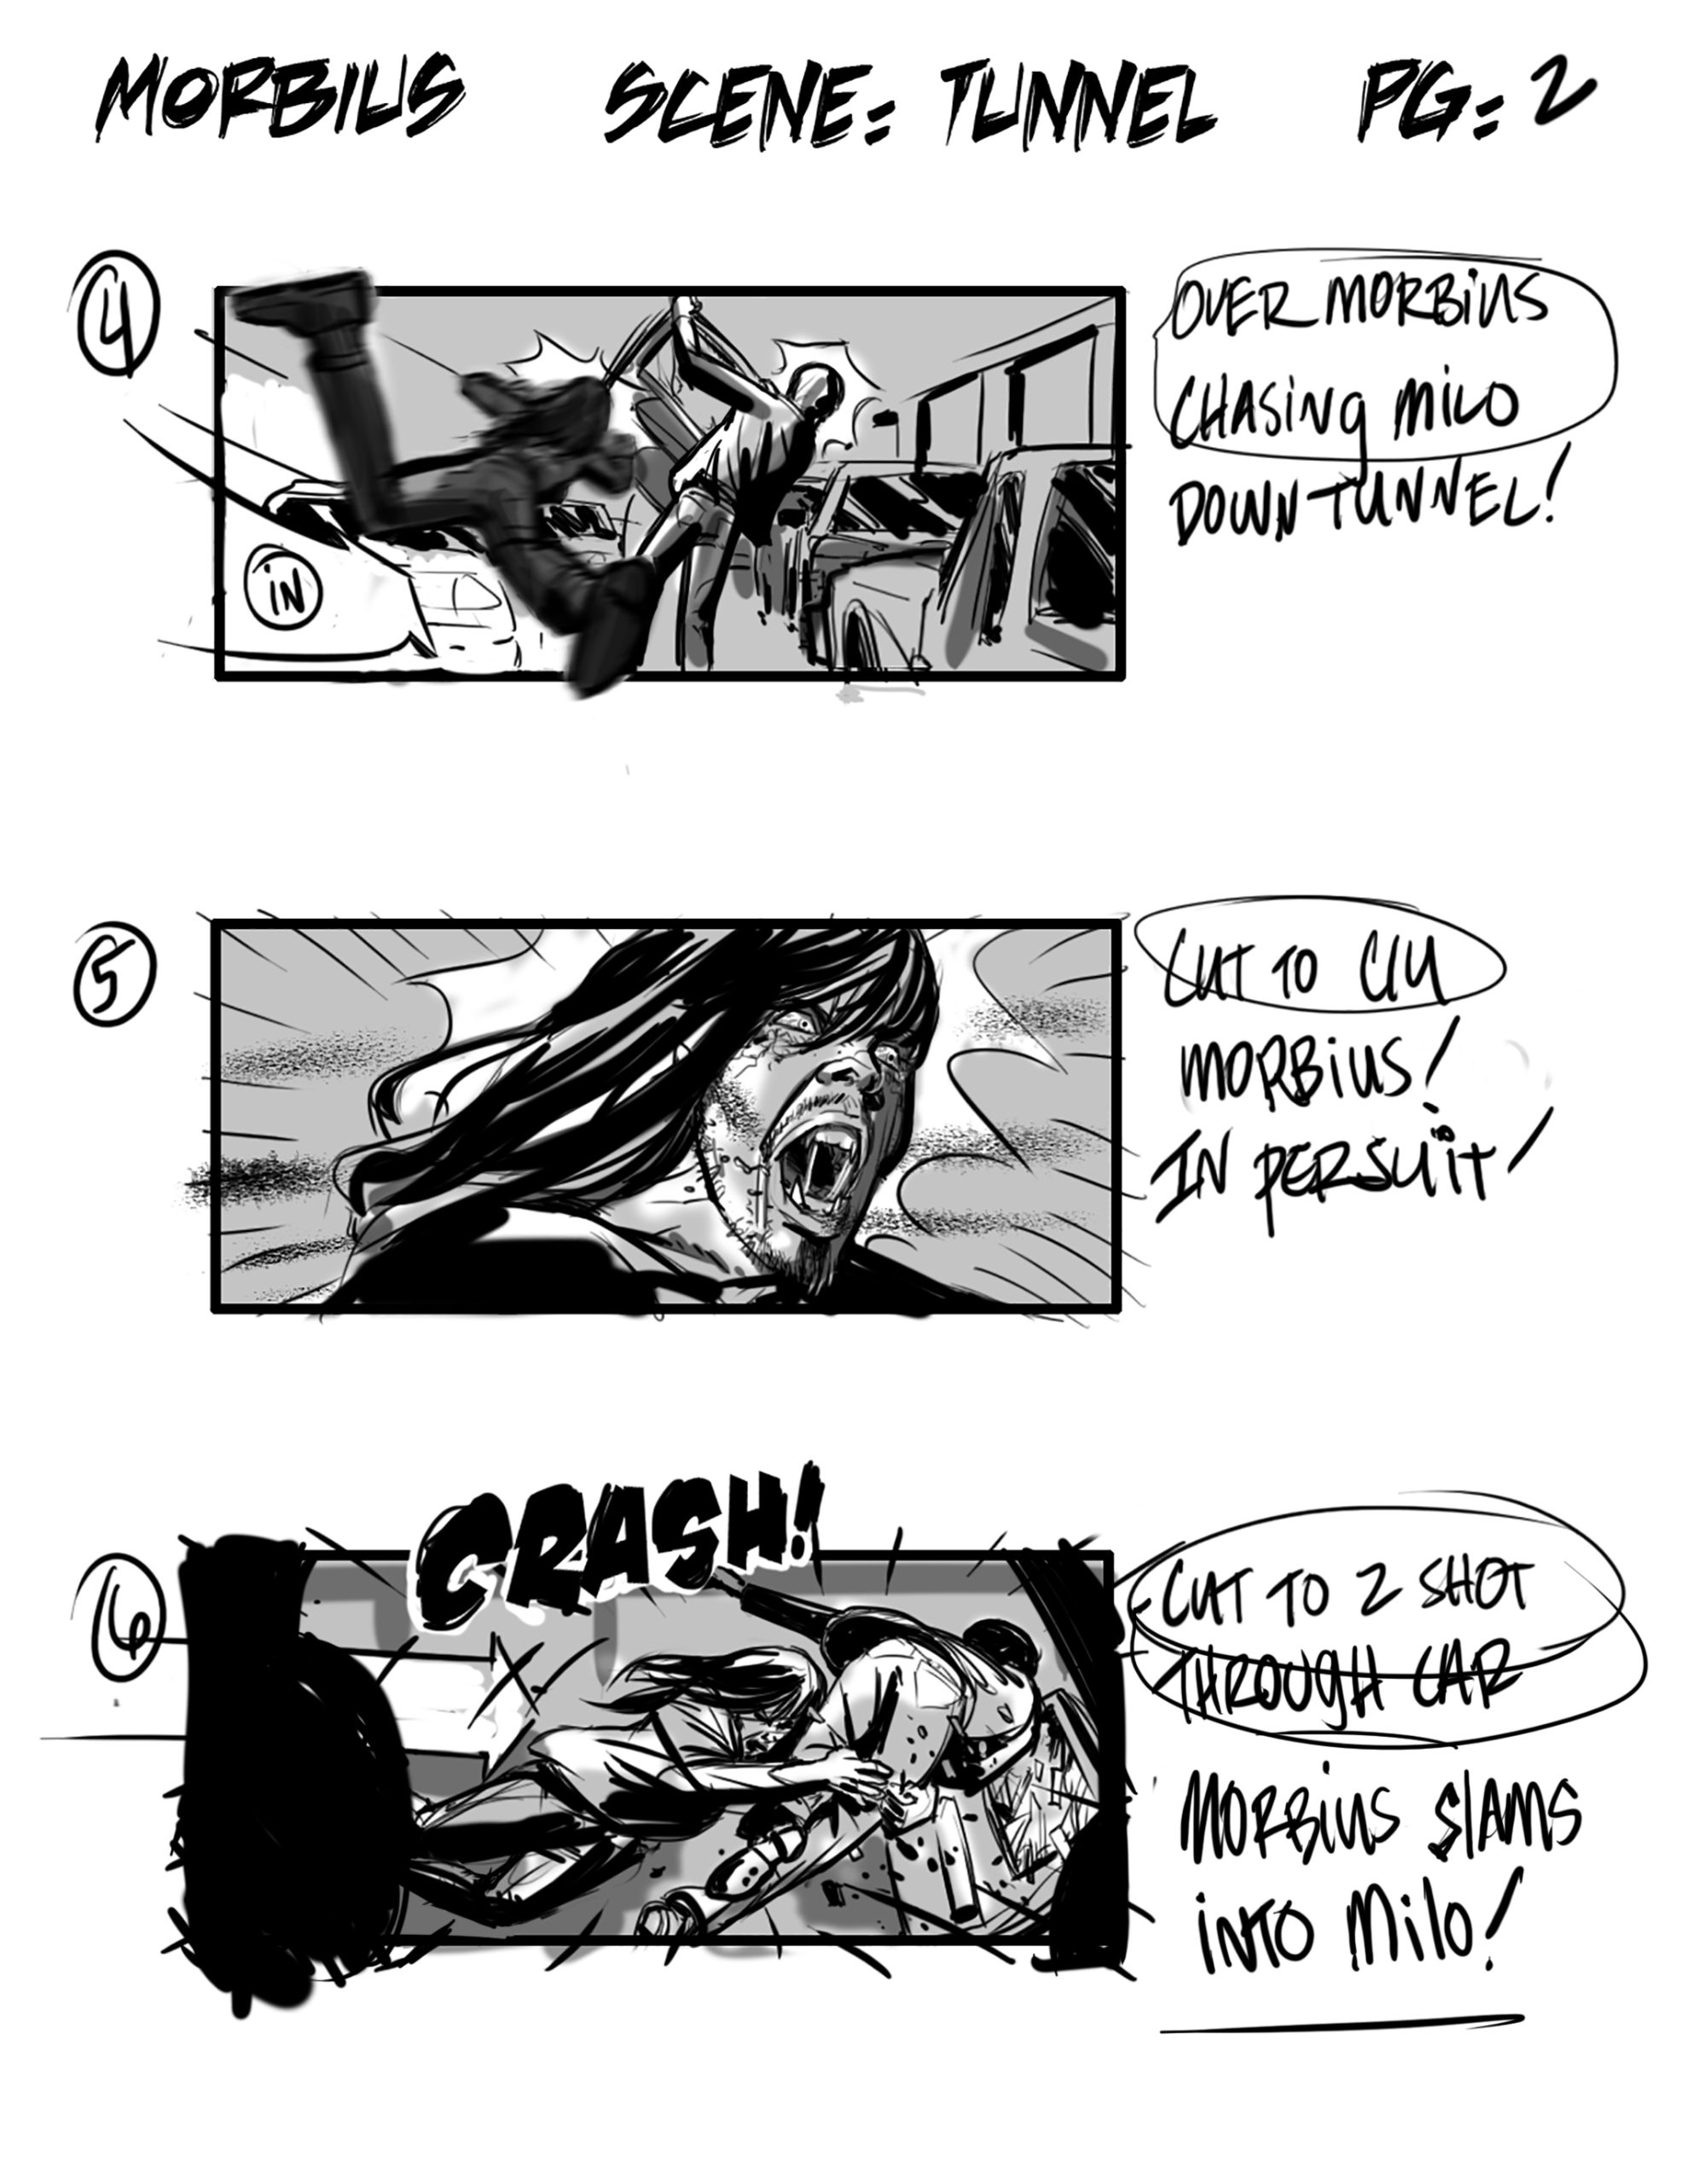 MORBIUS SCENE: TUNNEL PG: 2
4
OVER MORBIUS
CHASING MILO
DOWN TUNNEL!
IN
5
CUT TO C/U
MORBIUS!
IN PERSUIT!
CRASH!
6
CUT TO 2 SHOT
THROUGH CAR
MORBIUS SLAMS
INTO MILO!